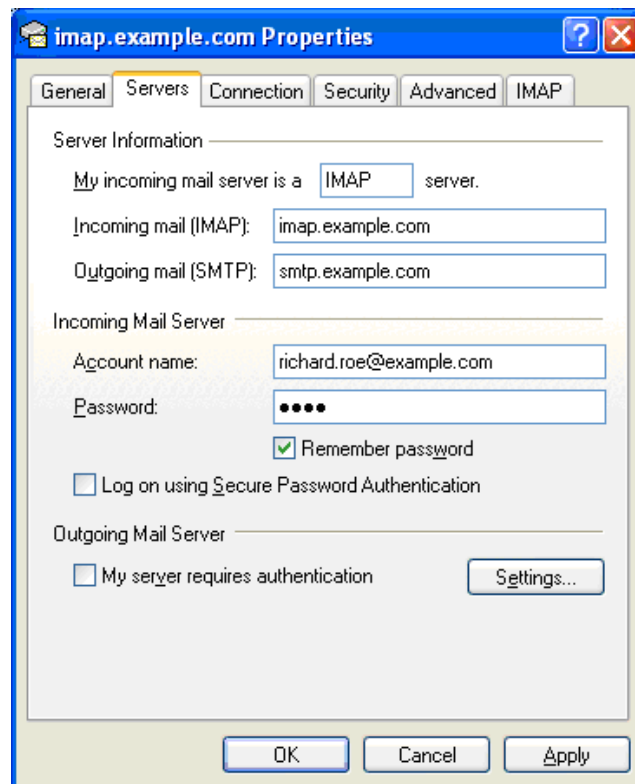 imap.example.com Properties
General Servers Connection Security Advanced IMAP
Server Information
My incoming mail server is a IMAP server.
Incoming mail (IMAP): imap.example.com
Outgoing mail (SMTP): smtp.example.com
Incoming Mail Server
Account name: richard.roe@example.com
Password: ●●●●
Remember password
Log on using Secure Password Authentication
Outgoing Mail Server
My server requires authentication Settings...
OK Cancel Apply